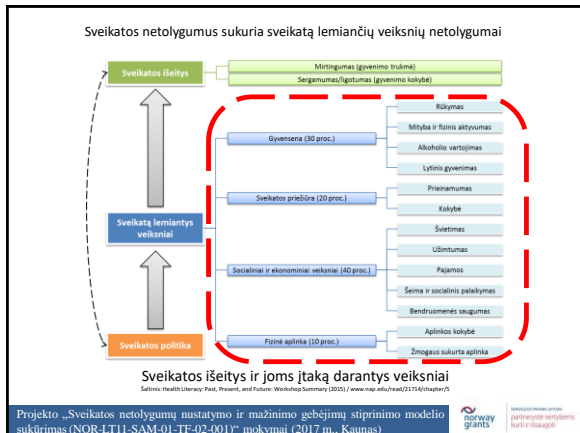 Sveikatos netolygumus sukuria sveikatą lemiančių veiksnių netolygumai
Sveikatos išeitys
Mirtingumas (gyvenimo trukmė)
Sergamumas/ligotumas (gyvenimo kokybė)
Sveikatą lemiantys
veiksniai
Gyvensena (30 proc.)
Rūkymas
Mityba ir fizinis aktyvumas
Alkoholio vartojimas
Lytinis gyvenimas
Sveikatos priežiūra (20 proc.)
Prieinamumas
Kokybė
Socialiniai ir ekonominiai veiksniai (40 proc.)
Švietimas
Užimtumas
Pajamos
Šeima ir socialinis palaikymas
Bendruomenės saugumas
Fizinė aplinka (10 proc.)
Aplinkos kokybė
Žmogaus sukurta aplinka
Sveikatos politika
Sveikatos išeitys ir joms įtaką darantys veiksniai
Šaltinis: Health Literacy: Past, Present, and Future: Workshop Summary (2015) / www.nap.edu/read/21714/chapter/5
Projekto „Sveikatos netolygumų nustatymo ir mažinimo gebėjimų stiprinimo modelio
sukūrimas (NOR-LT11-SAM-01-TF-02-001)“ mokymai (2017 m., Kaunas)
norway
grants
partnerystė vertybėms
kurti ir išsaugoti